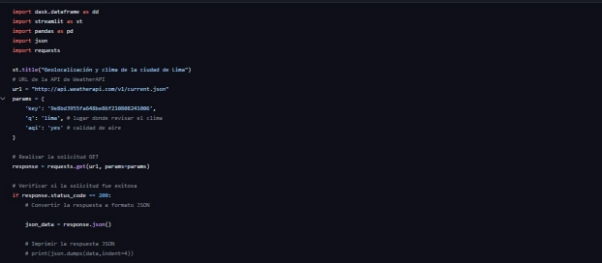 import dask.dataframe as dd
import streamlit as st
import pandas as pd
import json
import requests
st.title("Geolocalización y clima de la ciudad de Lima")
# URL de la API de WeatherAPI
url = "http://api.weatherapi.com/v1/current.json"
params = {
'key':
'q': 'lima', # lugar donde revisar el clima
'aqi': 'yes' # calidad de aire
}
# Realizar la solicitud GET
response = requests.get(url, params=params)
# Verificar si la solicitud fue exitosa
if response.status_code == 200:
# Convertir la respuesta a formato JSON
json_data = response.json()
# Imprimir la respuesta JSON
# print(json.dumps(data,indent=4))